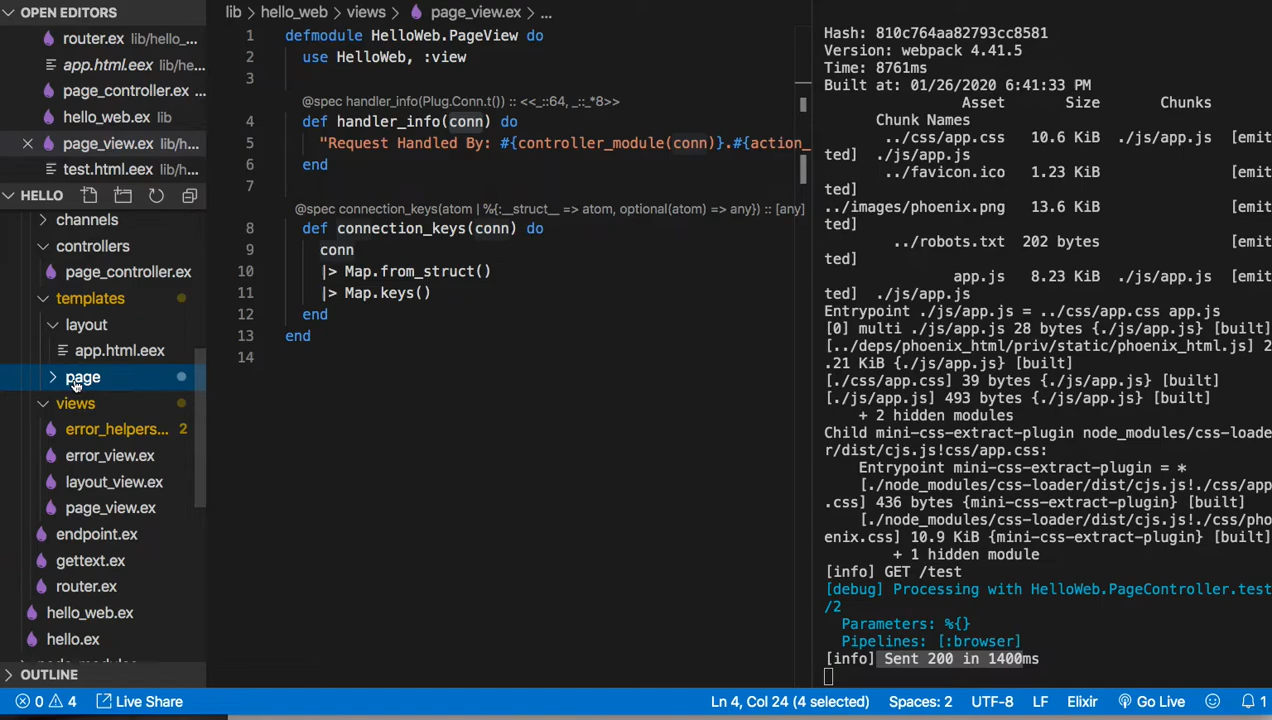 OPEN EDITORS
router.ex lib/hello_...
app.html.eex lib/he...
page_controller.ex ...
hello_web.ex lib
page_view.ex lib/h...
test.html.eex lib/h...
HELLO
channels
controllers
page_controller.ex
templates
layout
app.html.eex
page
views
error_helpers... 2
error_view.ex
layout_view.ex
page_view.ex
endpoint.ex
gettext.ex
router.ex
hello_web.ex
hello.ex
OUTLINE
lib > hello_web > views > page_view.ex > ...
1 defmodule HelloWeb.PageView do
2 use HelloWeb, :view
3
@spec handler_info(Plug.Conn.t()) :: <<_::64, _::_*8>>
4 def handler_info(conn) do
5 "Request Handled By: #{controller_module(conn)}.#{action_
6 end
7
@spec connection_keys(atom | %{:__struct__ => atom, optional(atom) => any}) :: [any]
8 def connection_keys(conn) do
9 conn
10 |> Map.from_struct()
11 |> Map.keys()
12 end
13 end
14
Hash: 810c764aa82793cc8581
Version: webpack 4.41.5
Time: 8761ms
Built at: 01/26/2020 6:41:33 PM
Asset Size Chunks
Chunk Names
../css/app.css 10.6 KiB ./js/app.js [emit
ted] ./js/app.js
../favicon.ico 1.23 KiB [emit
ted]
../images/phoenix.png 13.6 KiB [emit
ted]
../robots.txt 202 bytes [emit
ted]
app.js 8.23 KiB ./js/app.js [emit
ted] ./js/app.js
Entrypoint ./js/app.js = ../css/app.css app.js
[0] multi ./js/app.js 28 bytes {./js/app.js} [built]
[../deps/phoenix_html/priv/static/phoenix_html.js] 2
.21 KiB {./js/app.js} [built]
[./css/app.css] 39 bytes {./js/app.js} [built]
[./js/app.js] 493 bytes {./js/app.js} [built]
+ 2 hidden modules
Child mini-css-extract-plugin node_modules/css-loade
r/dist/cjs.js!css/app.css:
Entrypoint mini-css-extract-plugin = *
[./node_modules/css-loader/dist/cjs.js!./css/app
.css] 436 bytes {mini-css-extract-plugin} [built]
[./node_modules/css-loader/dist/cjs.js!./css/pho
enix.css] 10.9 KiB {mini-css-extract-plugin} [built]
+ 1 hidden module
[info] GET /test
[debug] Processing with HelloWeb.PageController.test
/2
Parameters: %{}
Pipelines: [:browser]
[info] Sent 200 in 1400ms
0 4 Live Share Ln 4, Col 24 (4 selected) Spaces: 2 UTF-8 LF Elixir Go Live 1